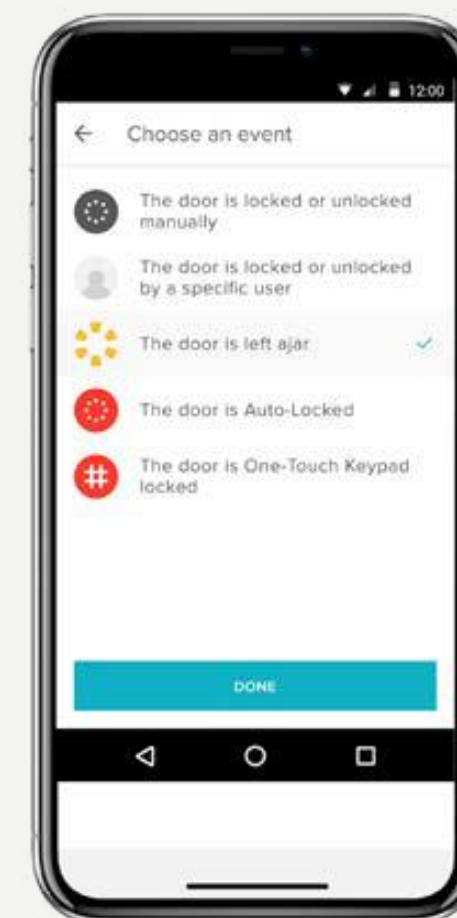 12:00
Choose an event
The door is locked or unlocked
manually
The door is locked or unlocked
by a specific user
The door is left ajar
The door is Auto-Locked
The door is One-Touch Keypad
locked
DONE